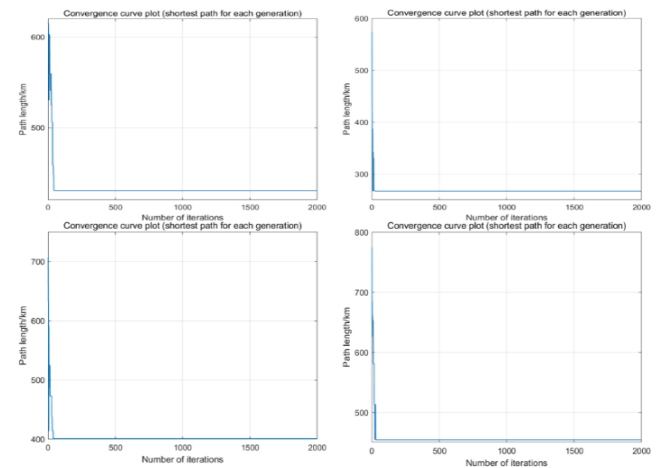 Convergence curve plot (shortest path for each generation)
600
500
Path length/km
0 500 1000 1500 2000
Number of iterations
Convergence curve plot (shortest path for each generation)
600
500
400
300
Path length/km
0 500 1000 1500 2000
Number of iterations
Convergence curve plot (shortest path for each generation)
700
600
500
400
Path length/km
0 500 1000 1500 2000
Number of iterations
Convergence curve plot (shortest path for each generation)
800
700
600
500
Path length/km
0 500 1000 1500 2000
Number of iterations